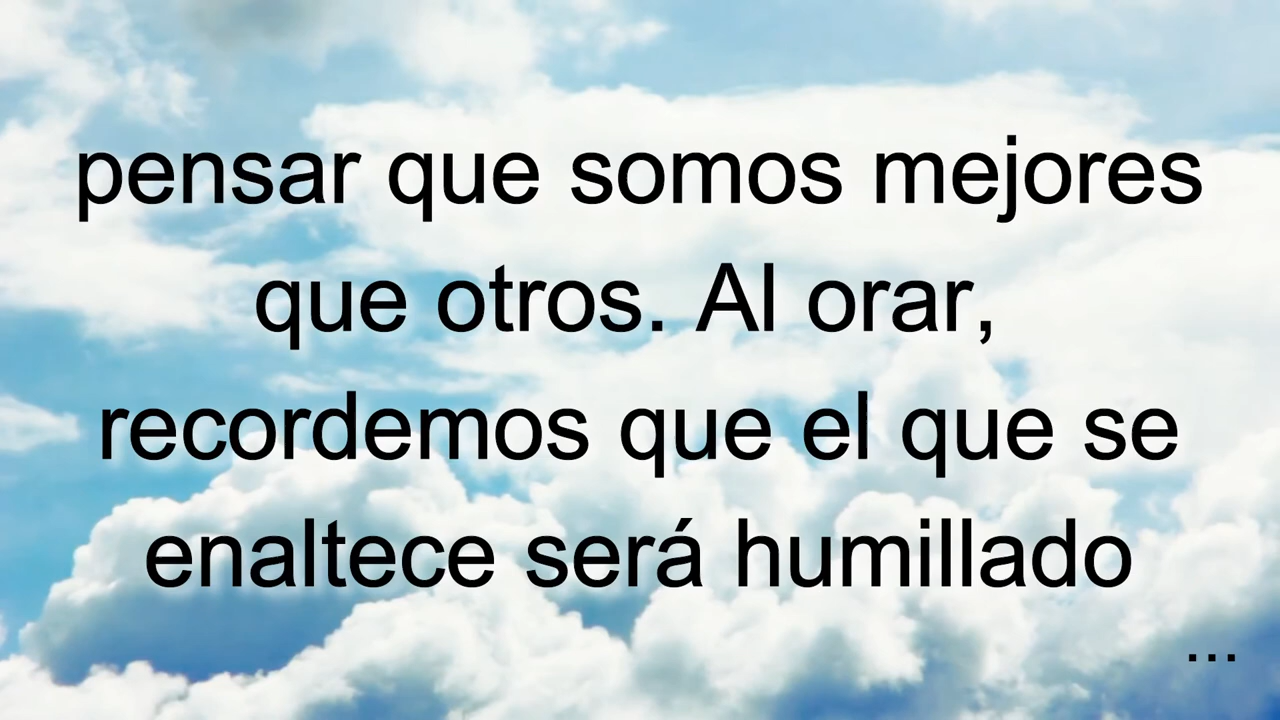 pensar que somos mejores
que otros. Al orar,
recordemos que el que se
enaltece será humillado
...